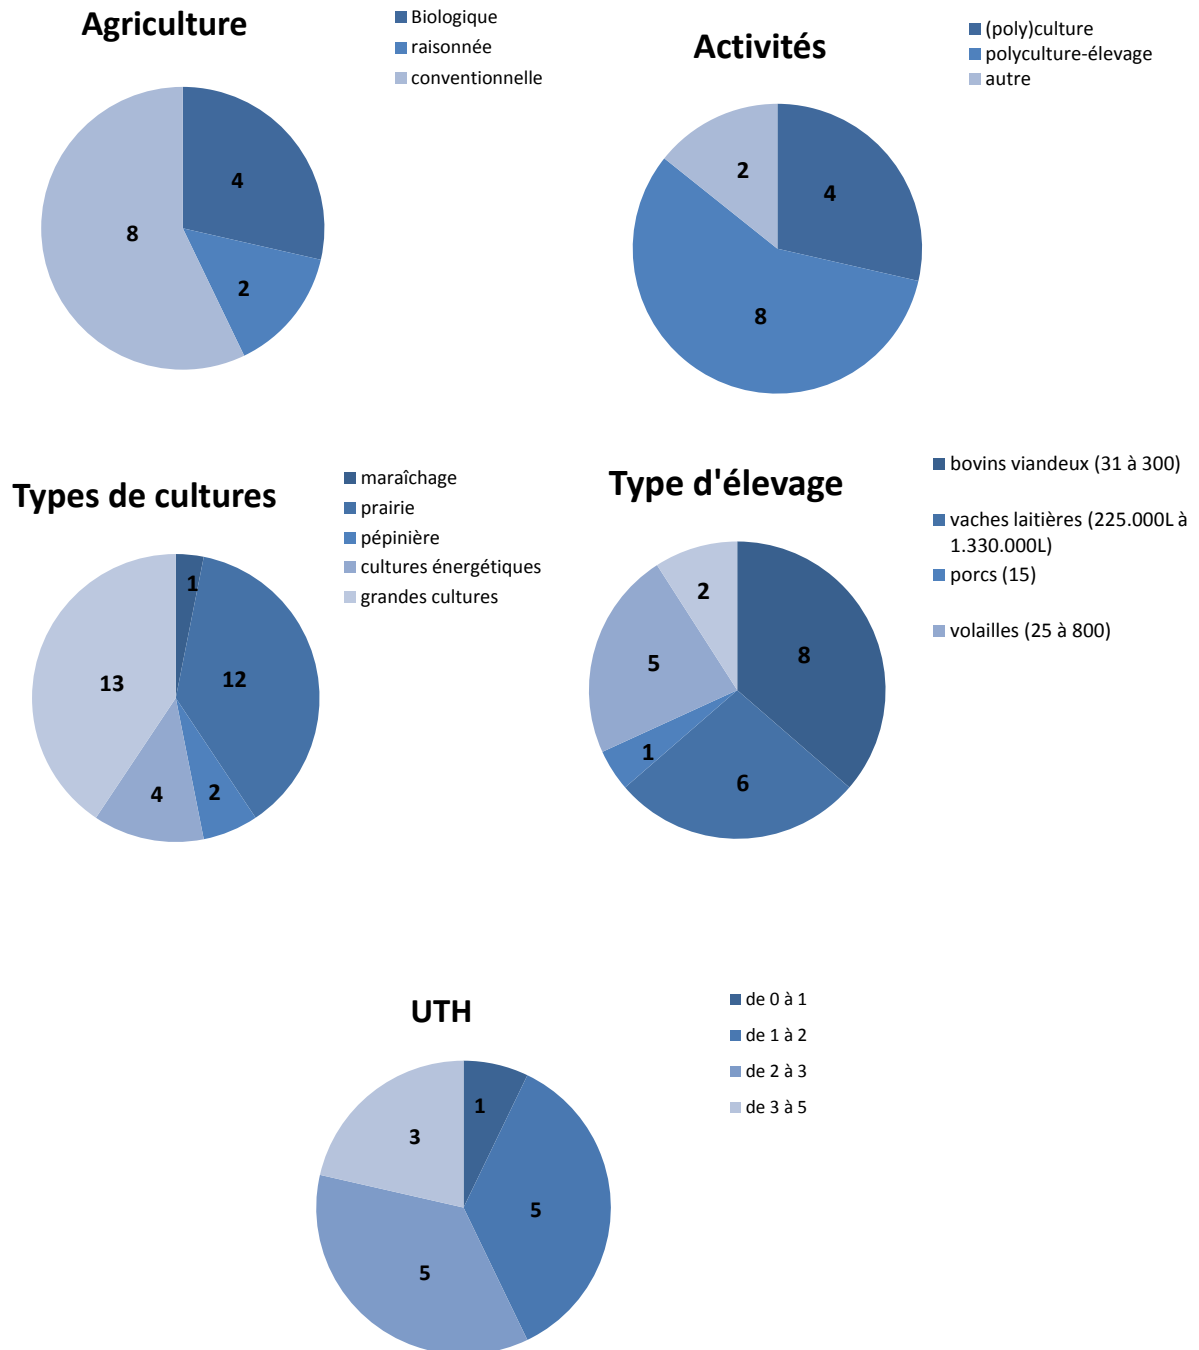 Agriculture
Biologique
raisonnée
conventionnelle
4
2
8
Activités
(poly)culture
polyculture-élevage
autre
2
4
8
Types de cultures
maraîchage
prairie
pépinière
cultures énergétiques
grandes cultures
1
13
12
4
2
Type d'élevage
bovins viandeux (31 à 300)
vaches laitières (225.000L à
1.330.000L)
porcs (15)
volailles (25 à 800)
2
8
5
1
6
UTH
de 0 à 1
de 1 à 2
de 2 à 3
de 3 à 5
1
3
5
5